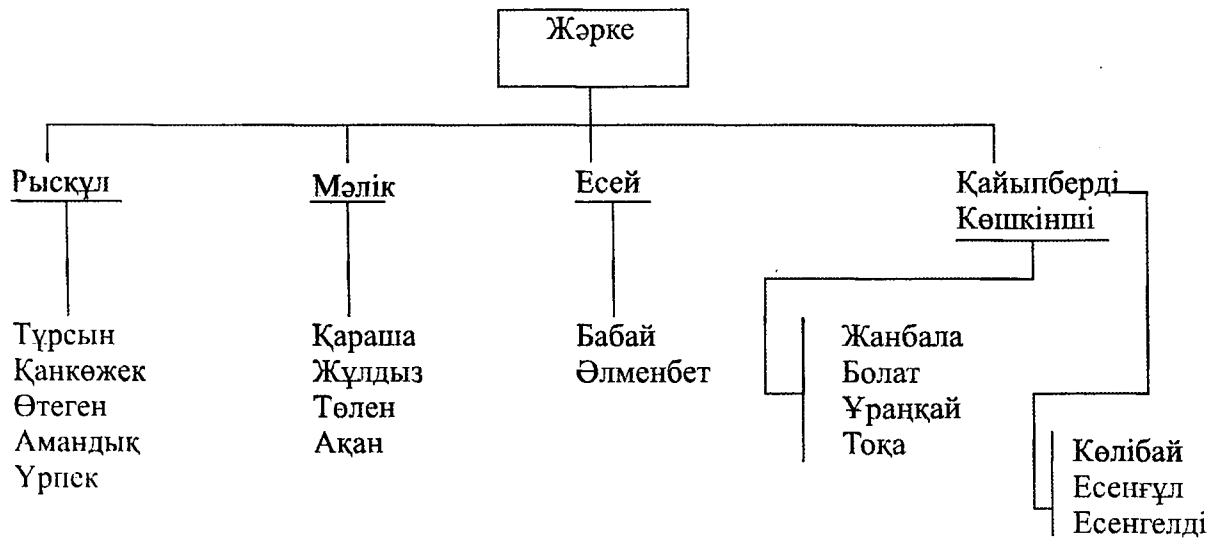 Жәрке
Рысқұл
Мәлік
Есей
Қайыпберді
Көшкінші
Тұрсын
Қанкөжек
Өтеген
Амандық
Үрпек
Қараша
Жұлдыз
Төлен
Ақан
Бабай
Әлменбет
Жанбала
Болат
Ұраңқай
Тоқа
Көлібай
Есенғұл
Есенгелді